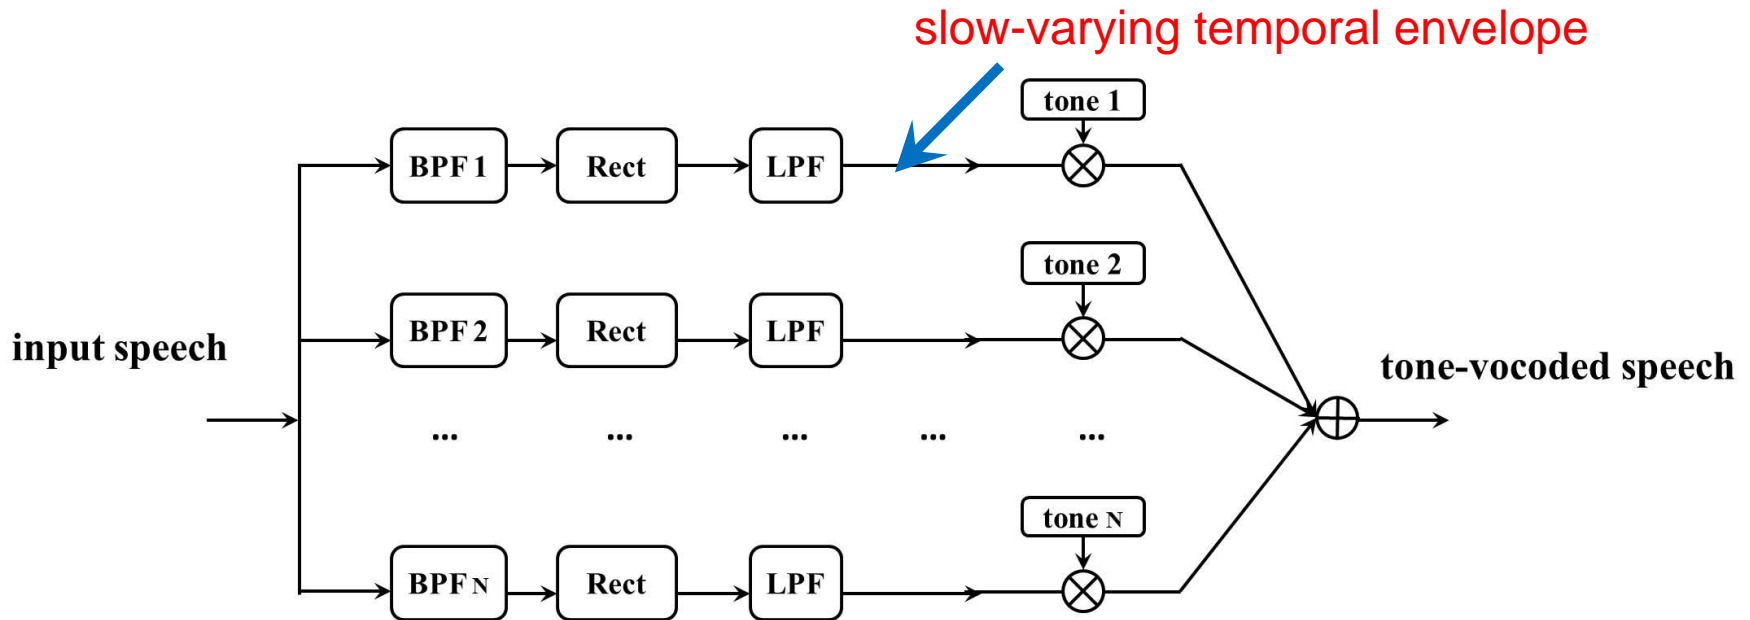 slow-varying temporal envelope
tone 1
BPF 1 Rect LPF
tone 2
BPF 2 Rect LPF
input speech
tone-vocoded speech
... ... ... ... ...
tone N
BPF N Rect LPF